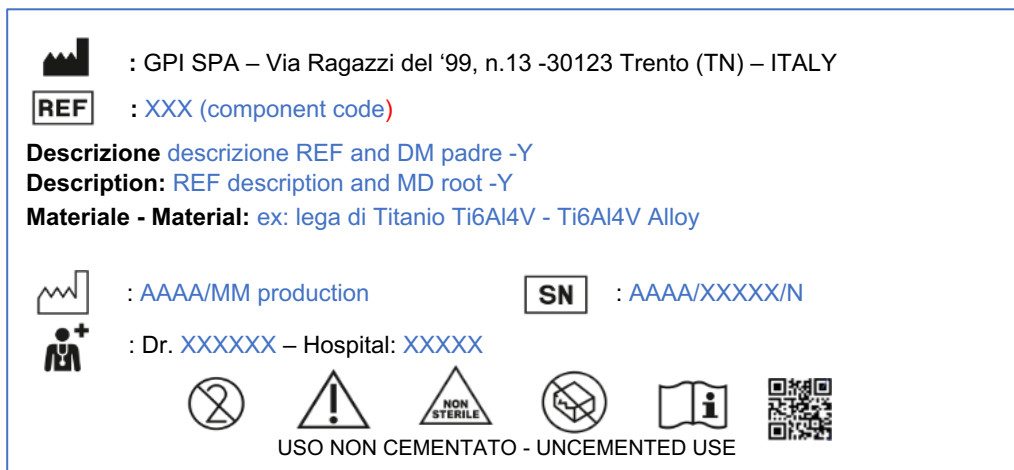 : GPI SPA – Via Ragazzi del ‘99, n.13 -30123 Trento (TN) – ITALY
REF : XXX (component code)
Descrizione descrizione REF and DM padre -Y
Description: REF description and MD root -Y
Materiale - Material: ex: lega di Titanio Ti6Al4V - Ti6Al4V Alloy
: AAAA/MM production SN : AAAA/XXXXX/N
: Dr. XXXXXX – Hospital: XXXXX
2 NON STERILE i
USO NON CEMENTATO - UNCEMENTED USE